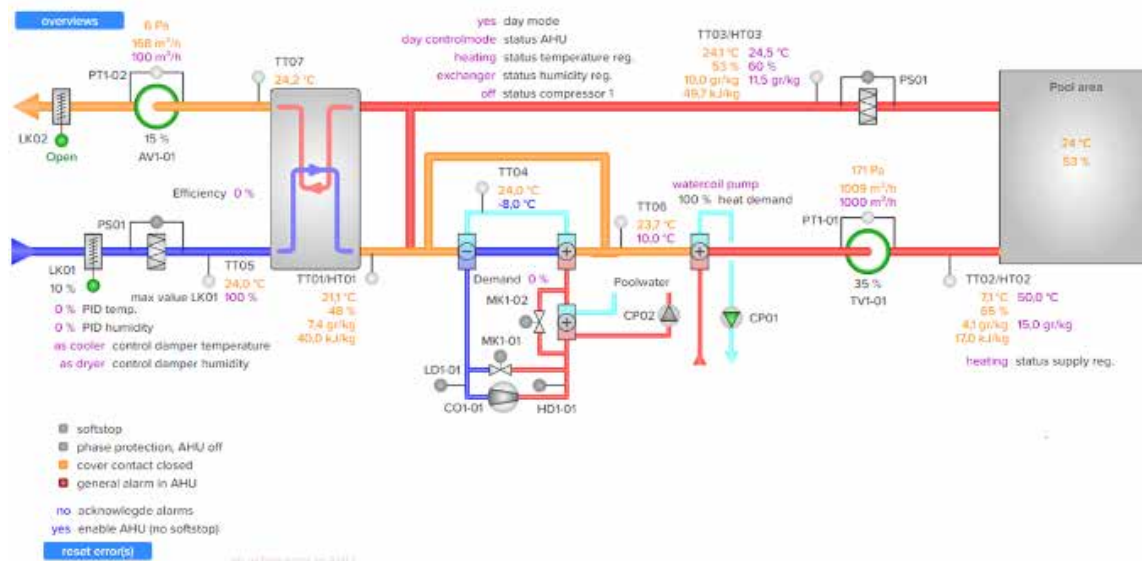 overviews
6 Pa
168 m³/h
100 m³/h
PT1-02
LK02
Open
15 %
AV1-01
TT07
24,2 °C
yes day mode
day controlmode status AHU
heating status temperature reg.
exchanger status humidity reg.
off status compressor 1
TT03/HT03
24,1 °C 24,5 °C
53 % 60 %
10,0 gr/kg 11,5 gr/kg
49,7 kJ/kg
PS01
Pool area
24 °C
53 %
Efficiency 0 %
TT04
24,0 °C
-8,0 °C
TT06
23,7 °C
10,0 °C
watercoil pump
100 % heat demand
171 Pa
1009 m³/h
1000 m³/h
PT1-01
35 %
TV1-01
PS01
LK01
10 %
max value LK01
TT05
24,0 °C
100 %
TT01/HT01
21,1 °C
48 %
7,4 gr/kg
40,0 kJ/kg
Demand 0 %
MK1-02
Poolwater
CP02
CP01
TT02/HT02
7,1 °C 50,0 °C
65 %
4,1 gr/kg 15,0 gr/kg
17,0 kJ/kg
heating status supply reg.
0 % PID temp.
0 % PID humidity
as cooler control damper temperature
as dryer control damper humidity
MK1-01
LD1-01
CO1-01
HD1-01
softstop
phase protection, AHU off
cover contact closed
general alarm in AHU
no acknowlegde alarms
yes enable AHU (no softstop)
reset error(s)